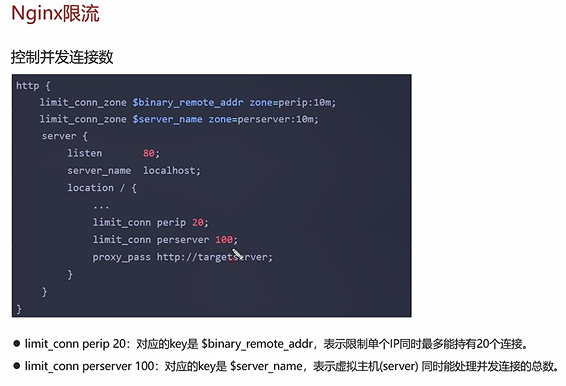 Nginx限流
控制并发连接数
http {
limit_conn_zone $binary_remote_addr zone=perip:10m;
limit_conn_zone $server_name zone=perserver:10m;
server {
listen 80;
server_name localhost;
location / {
...
limit_conn perip 20;
limit_conn perserver 100;
proxy_pass http://targetserver;
}
}
}
● limit_conn perip 20：对应的key是 $binary_remote_addr，表示限制单个IP同时最多能持有20个连接。
● limit_conn perserver 100：对应的key是 $server_name，表示虚拟主机(server) 同时能处理并发连接的总数。